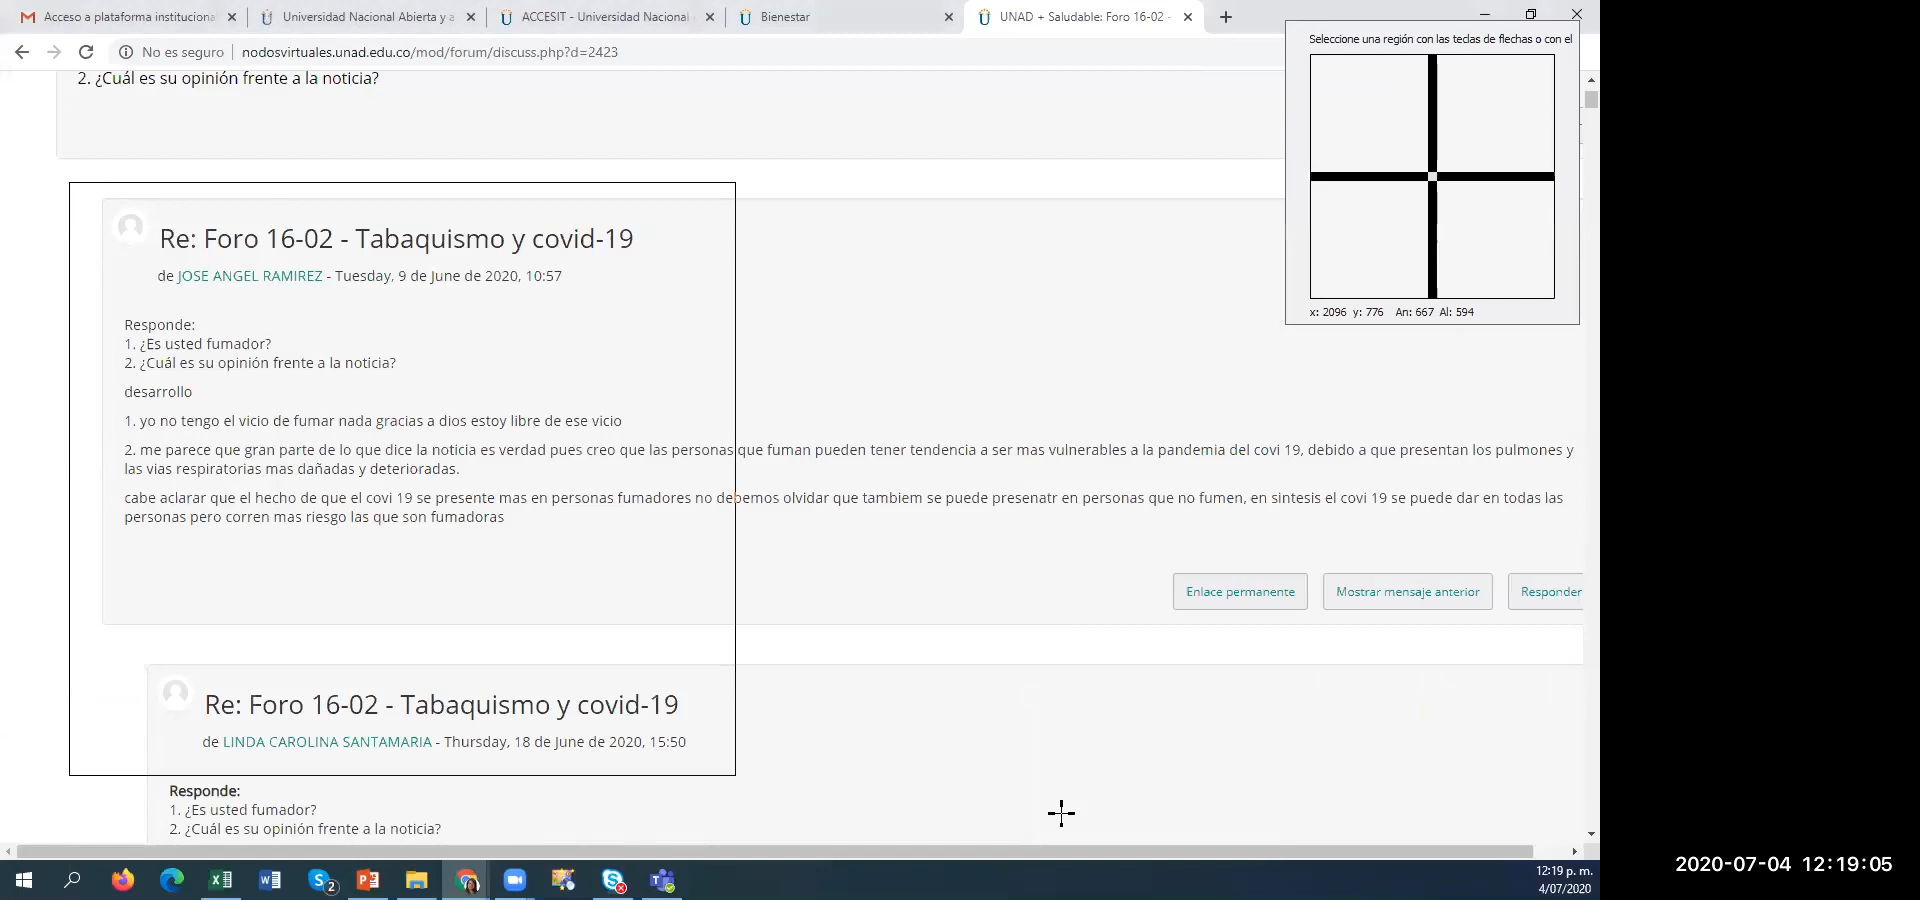 Acceso a plataforma instituciona
Universidad Nacional Abierta y a
ACCESIT - Universidad Nacional
Bienestar
UNAD + Saludable: Foro 16-02 -
No es seguro
nodosvirtuales.unad.edu.co/mod/forum/discuss.php?d=2423
Seleccione una región con las teclas de flechas o con el
x: 2096 y: 776 An: 667 Al: 594
2. ¿Cuál es su opinión frente a la noticia?
Re: Foro 16-02 - Tabaquismo y covid-19
de JOSE ANGEL RAMIREZ - Tuesday, 9 de June de 2020, 10:57
Responde:
1. ¿Es usted fumador?
2. ¿Cuál es su opinión frente a la noticia?
desarrollo
1. yo no tengo el vicio de fumar nada gracias a dios estoy libre de ese vicio
2. me parece que gran parte de lo que dice la noticia es verdad pues creo que las personas que fuman pueden tener tendencia a ser mas vulnerables a la pandemia del covi 19, debido a que presentan los pulmones y
las vias respiratorias mas dañadas y deterioradas.
cabe aclarar que el hecho de que el covi 19 se presente mas en personas fumadores no debemos olvidar que tambiem se puede presenatr en personas que no fumen, en sintesis el covi 19 se puede dar en todas las
personas pero corren mas riesgo las que son fumadoras
Enlace permanente
Mostrar mensaje anterior
Responder
Re: Foro 16-02 - Tabaquismo y covid-19
de LINDA CAROLINA SANTAMARIA - Thursday, 18 de June de 2020, 15:50
Responde:
1. ¿Es usted fumador?
2. ¿Cuál es su opinión frente a la noticia?
2
12:19 p. m.
4/07/2020
2020-07-04 12:19:05